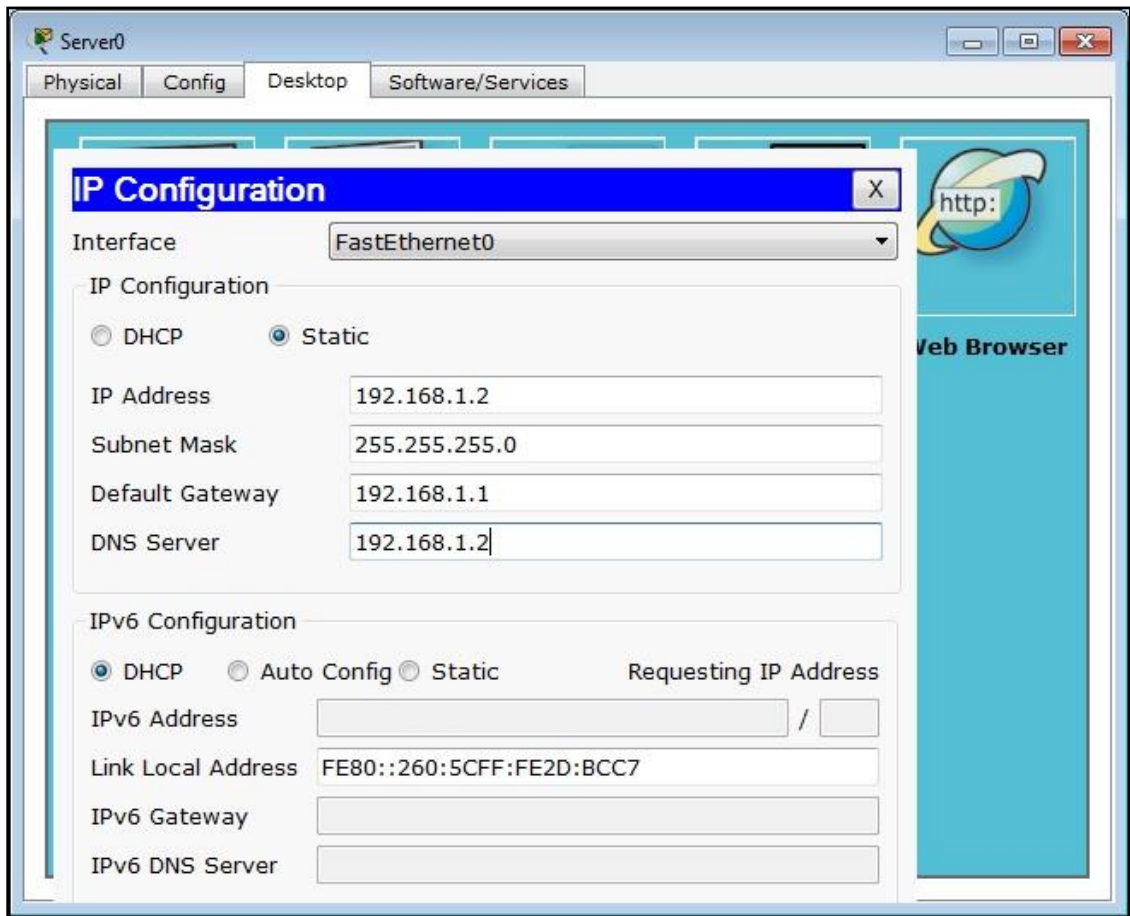 Server0
Physical Config Desktop Software/Services
IP Configuration X
http:
Interface FastEthernet0
IP Configuration
DHCP Static
Web Browser
IP Address 192.168.1.2
Subnet Mask 255.255.255.0
Default Gateway 192.168.1.1
DNS Server 192.168.1.2
IPv6 Configuration
DHCP Auto Config Static Requesting IP Address
IPv6 Address /
Link Local Address FE80::260:5CFF:FE2D:BCC7
IPv6 Gateway
IPv6 DNS Server